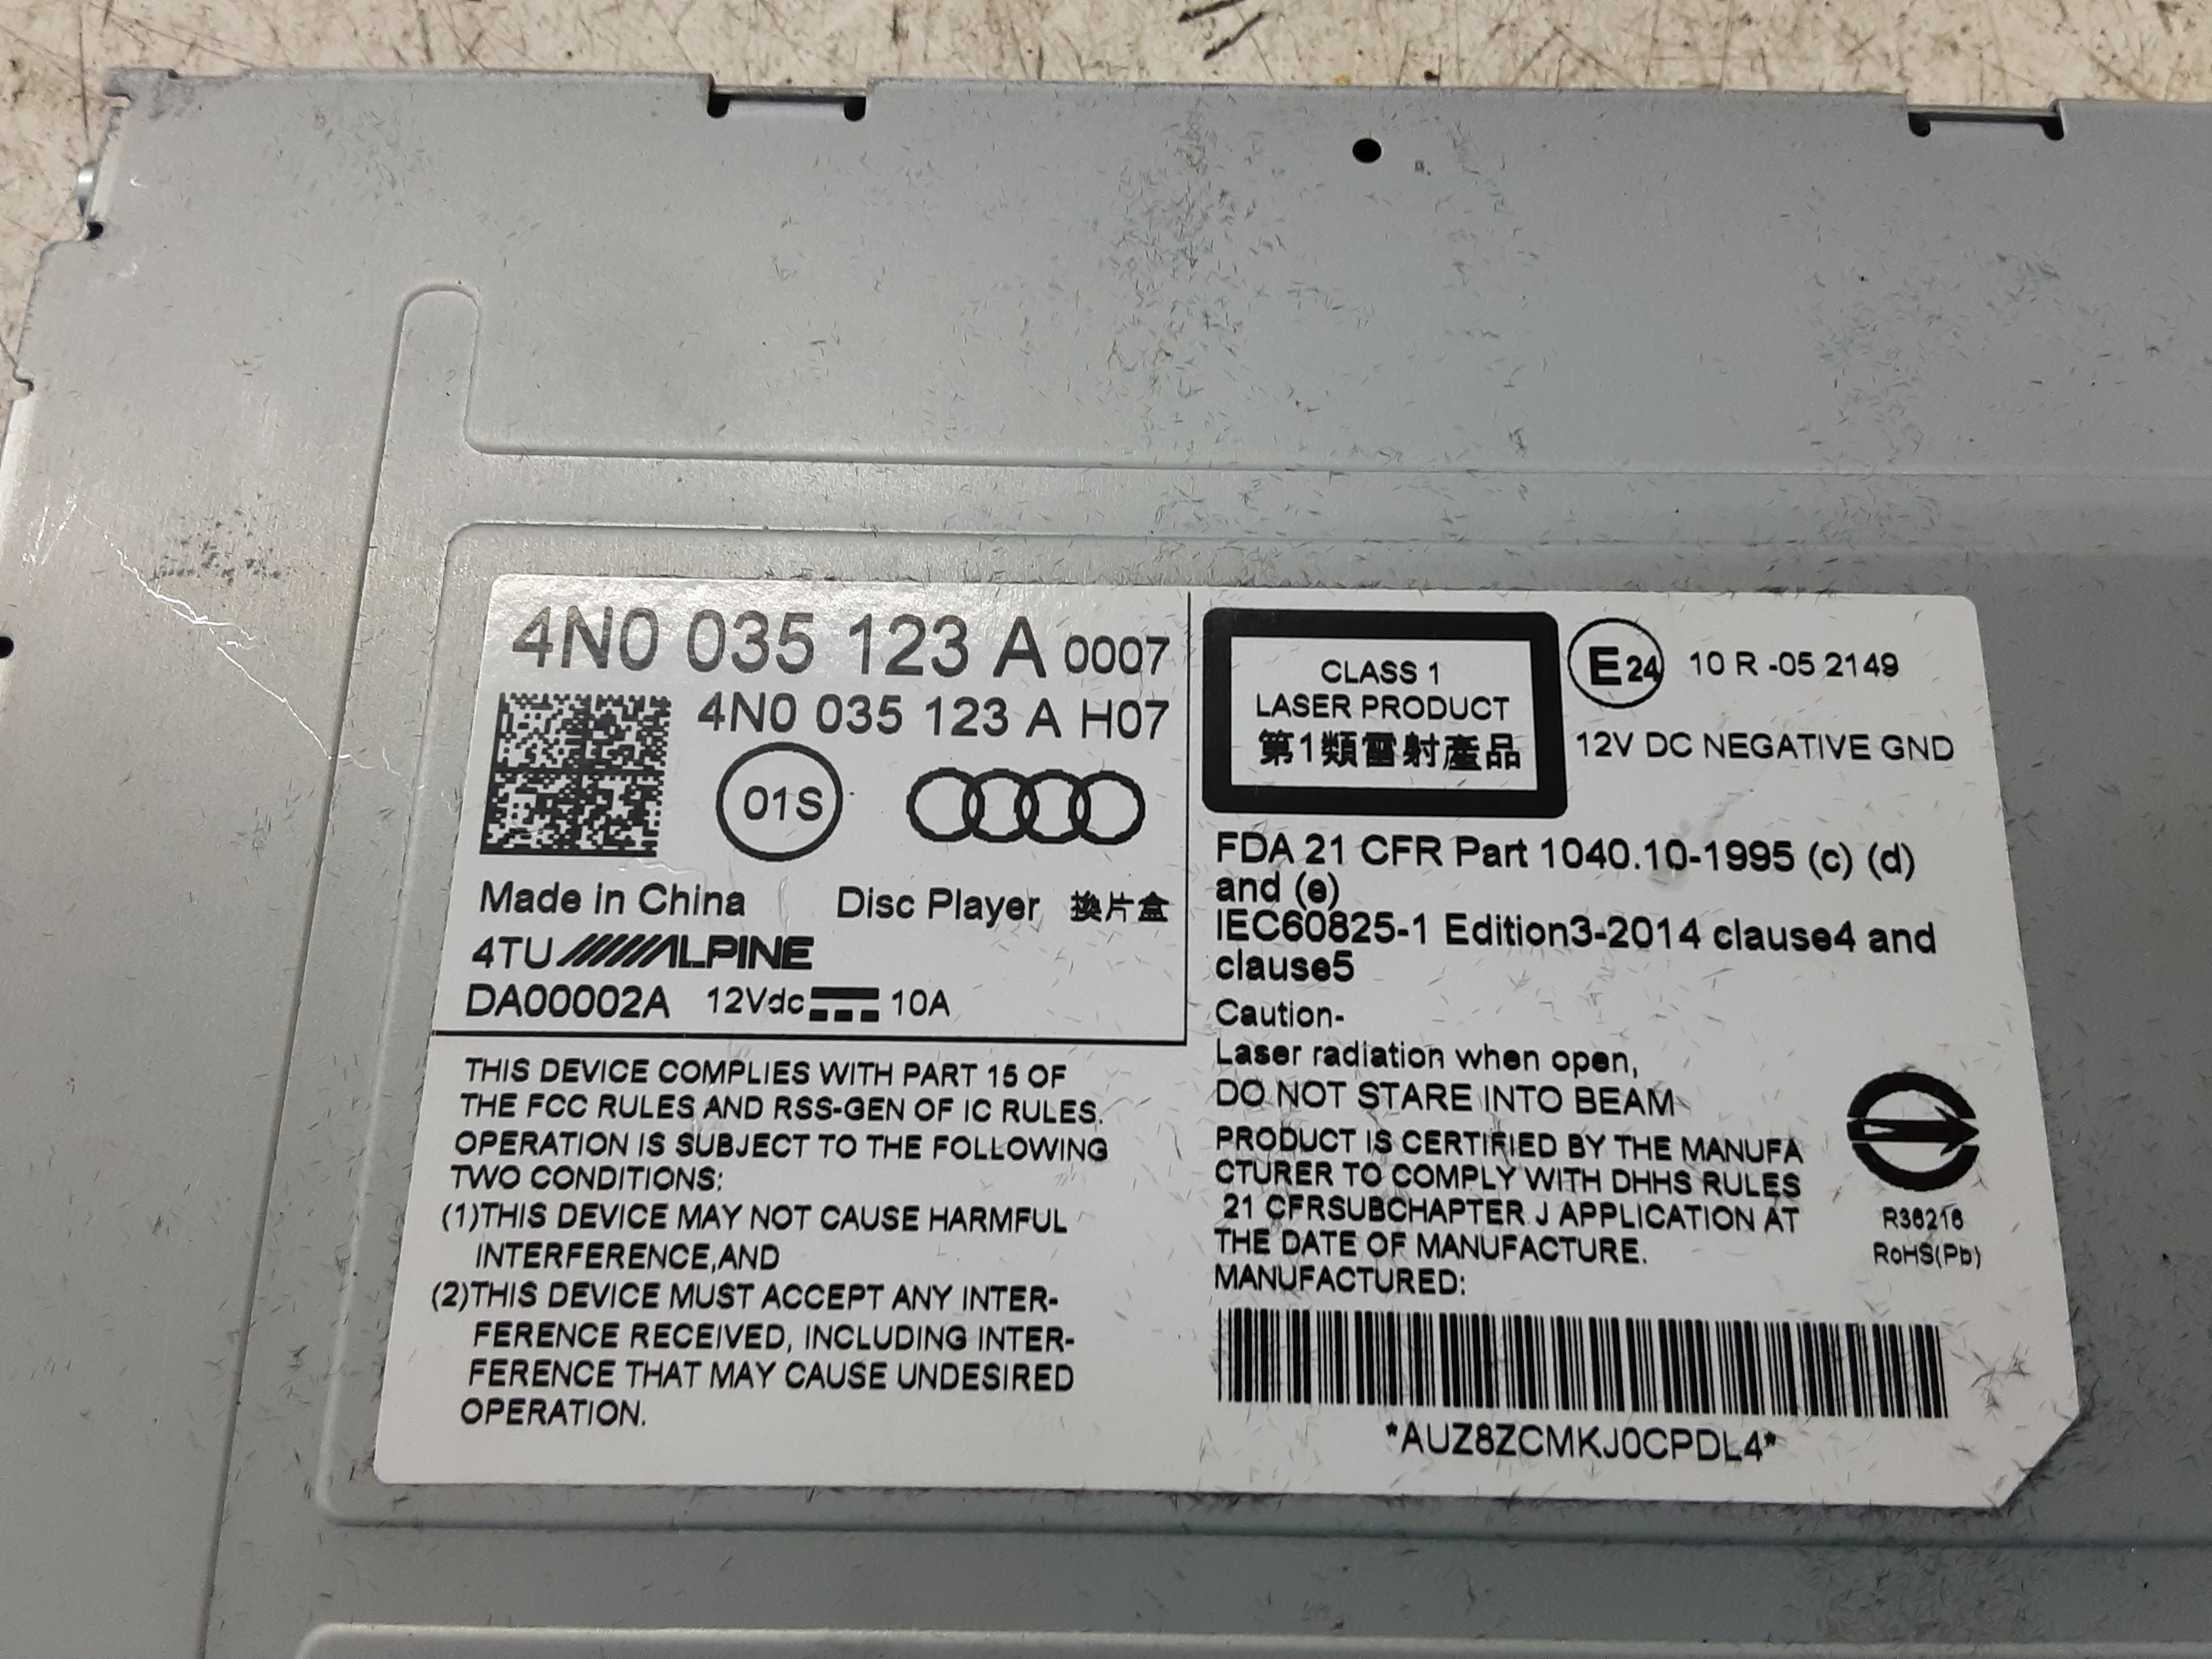 4N0 035 123 A 0007
4N0 035 123 A H07
01S
Made in China Disc Player 換片盒
4TU ALPINE
DA00002A 12Vdc 10A
THIS DEVICE COMPLIES WITH PART 15 OF
THE FCC RULES AND RSS-GEN OF IC RULES.
OPERATION IS SUBJECT TO THE FOLLOWING
TWO CONDITIONS:
(1)THIS DEVICE MAY NOT CAUSE HARMFUL
INTERFERENCE,AND
(2)THIS DEVICE MUST ACCEPT ANY INTER-
FERENCE RECEIVED, INCLUDING INTER-
FERENCE THAT MAY CAUSE UNDESIRED
OPERATION.
CLASS 1
LASER PRODUCT
第1類雷射產品
E24 10 R -05 2149
12V DC NEGATIVE GND
FDA 21 CFR Part 1040.10-1995 (c) (d)
and (e)
IEC60825-1 Edition3-2014 clause4 and
clause5
Caution-
Laser radiation when open,
DO NOT STARE INTO BEAM
PRODUCT IS CERTIFIED BY THE MANUFA
CTURER TO COMPLY WITH DHHS RULES
21 CFRSUBCHAPTER J APPLICATION AT
THE DATE OF MANUFACTURE.
MANUFACTURED:
R36216
RoHS(Pb)
*AUZ8ZCMKJ0CPDL4*